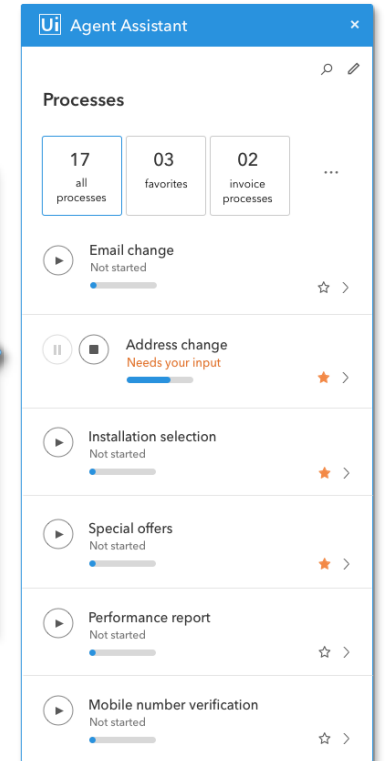 Ui Agent Assistant
Processes
17
all
processes
03
favorites
02
invoice
processes
...
Email change
Not started
Address change
Needs your input
Installation selection
Not started
Special offers
Not started
Performance report
Not started
Mobile number verification
Not started